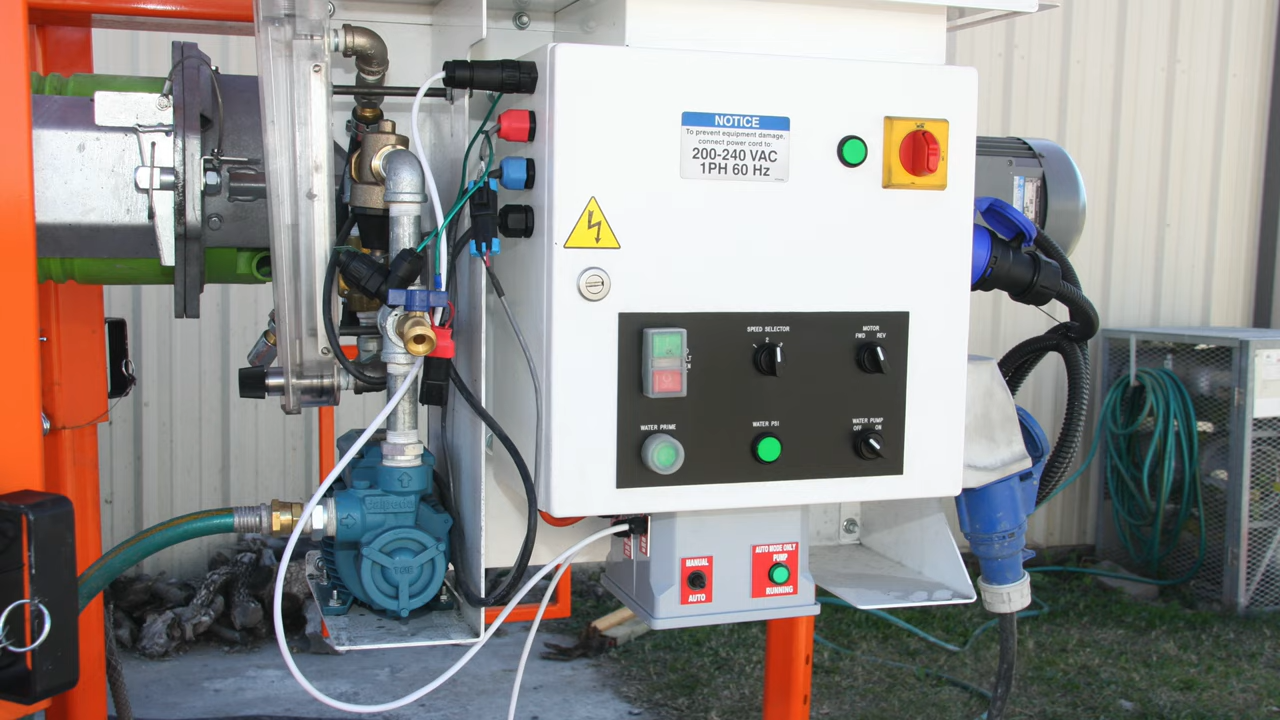 NOTICE
To prevent equipment damage,
connect power cord to:
200-240 VAC
1PH 60 Hz
SPEED SELECTOR
2
MOTOR
FWD REV
WATER PRIME
WATER PSI
WATER PUMP
OFF ON
MANUAL
AUTO
AUTO MODE ONLY
PUMP
RUNNING